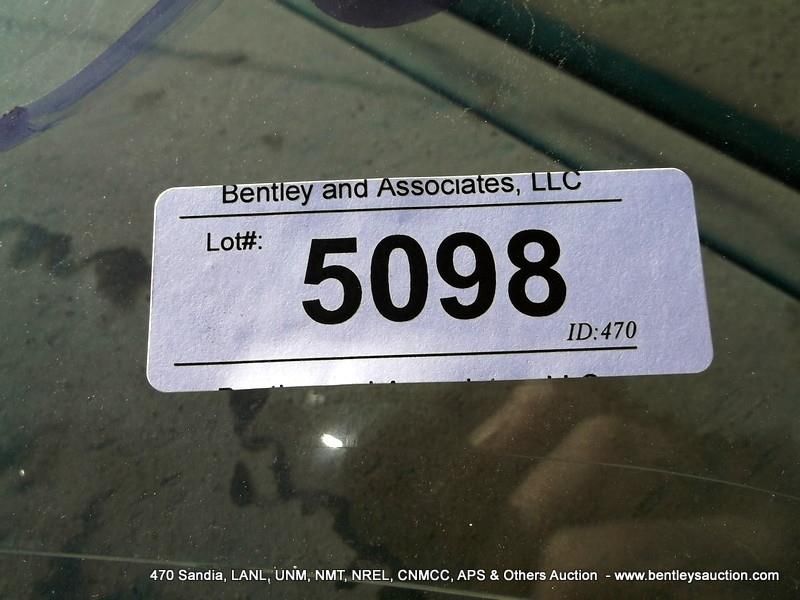 Bentley and Associates, LLC
Lot#:
5098
ID:470
470 Sandia, LANL, UNM, NMT, NREL, CNMCC, APS & Others Auction - www.bentleysauction.com